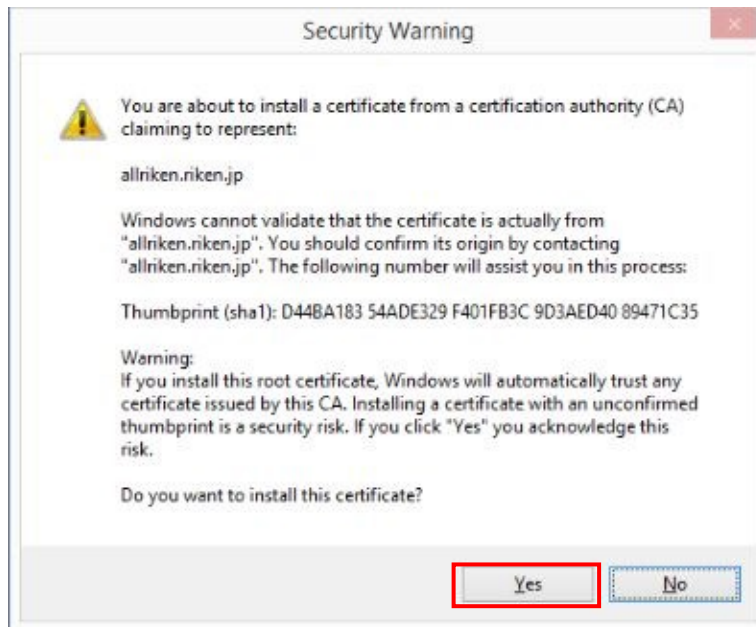 Security Warning
You are about to install a certificate from a certification authority (CA)
claiming to represent:
allriken.riken.jp
Windows cannot validate that the certificate is actually from
"allriken.riken.jp". You should confirm its origin by contacting
"allriken.riken.jp". The following number will assist you in this process:
Thumbprint (sha1): D44BA183 54ADE329 F401FB3C 9D3AED40 89471C35
Warning:
If you install this root certificate, Windows will automatically trust any
certificate issued by this CA. Installing a certificate with an unconfirmed
thumbprint is a security risk. If you click "Yes" you acknowledge this
risk.
Do you want to install this certificate?
Yes
No